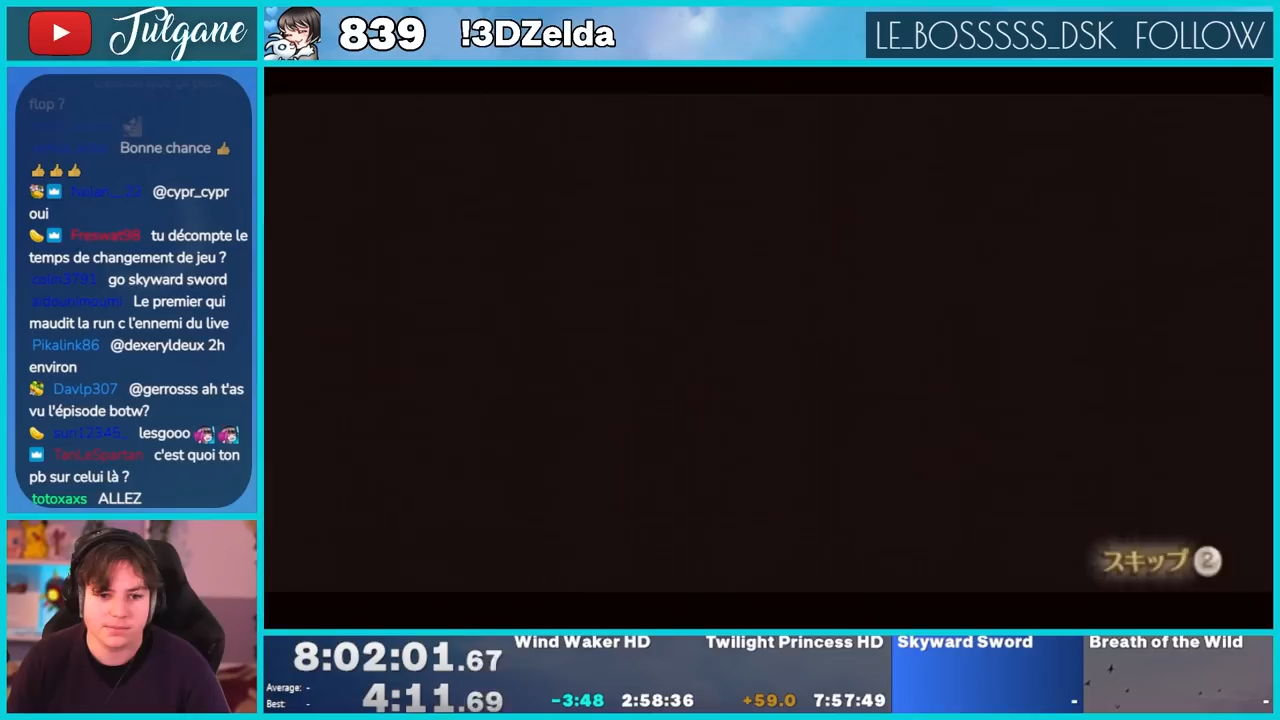 Julgane
839
!3DZelda
LE_BOSSSSS_DSK FOLLOW
flop ?
Bonne chance 👍
👍 👍 👍
@cypr_cypr
oui
Freswat98 tu décompte le
temps de changement de jeu ?
colin3791 go skyward sword
Le premier qui
maudit la run c l'ennemi du live
Pikalink86 @dexeryldeux 2h
environ
Davlp307 @gerrosss ah t'as
vu l'épisode botw?
sun12345_ lesgooo
TanLeSpartan c'est quoi ton
pb sur celui là ?
totoxaxs ALLEZ
スキップ 2
8:02:01.67
Average: -
Best: -
4:11.69
Wind Waker HD
-3:48 2:58:36
Twilight Princess HD
+59.0 7:57:49
Skyward Sword
-
Breath of the Wild
-